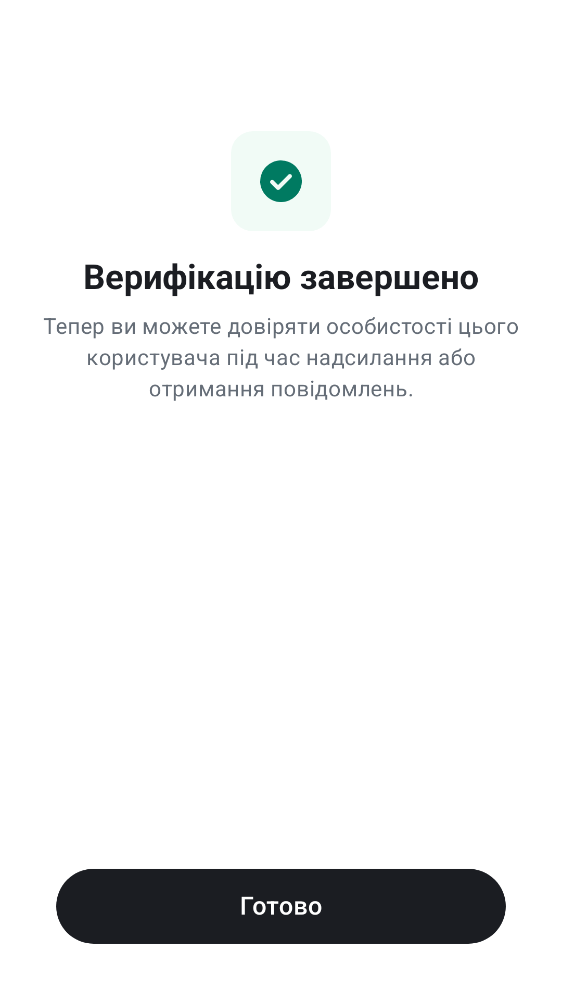 Верифікацію завершено
Тепер ви можете довіряти особистості цього
користувача під час надсилання або
отримання повідомлень.
Готово